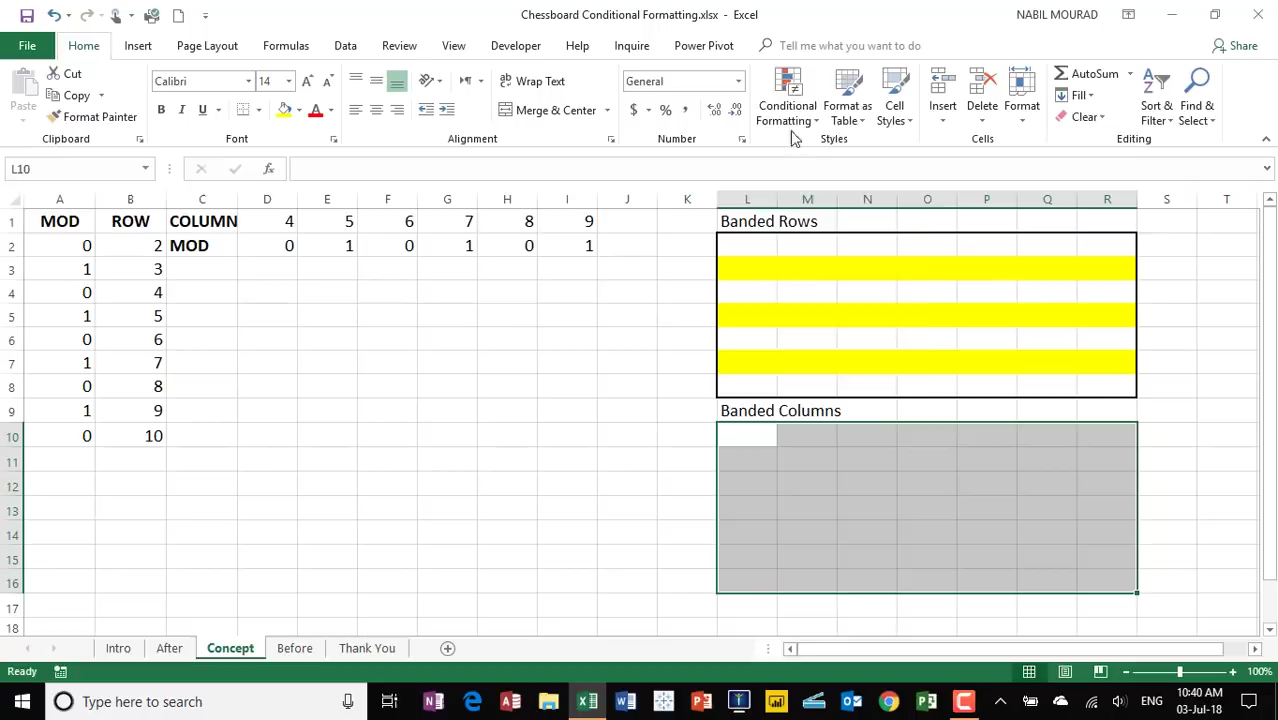 Chessboard Conditional Formatting.xlsx - Excel
NABIL MOURAD
File Home Insert Page Layout Formulas Data Review View Developer Help Inquire Power Pivot Tell me what you want to do Share
Paste
Cut
Copy
Format Painter
Clipboard
Calibri 14
B I U A
Font
Wrap Text
Merge & Center
Alignment
General
$ % ,
Number
Conditional Formatting
Format as Table
Cell Styles
Styles
Insert Delete Format
Cells
AutoSum
Fill
Clear
Sort & Filter
Find & Select
Editing
L10 fx
A B C D E F G H I J K L M N O P Q R S T
1 MOD ROW COLUMN 4 5 6 7 8 9 Banded Rows
2 0 2 MOD 0 1 0 1 0 1
3 1 3
4 0 4
5 1 5
6 0 6
7 1 7
8 0 8
9 1 9 Banded Columns
10 0 10
11
12
13
14
15
16
17
18
Intro After Concept Before Thank You
Ready 100%
Type here to search
ENG
10:40 AM
03-Jul-18